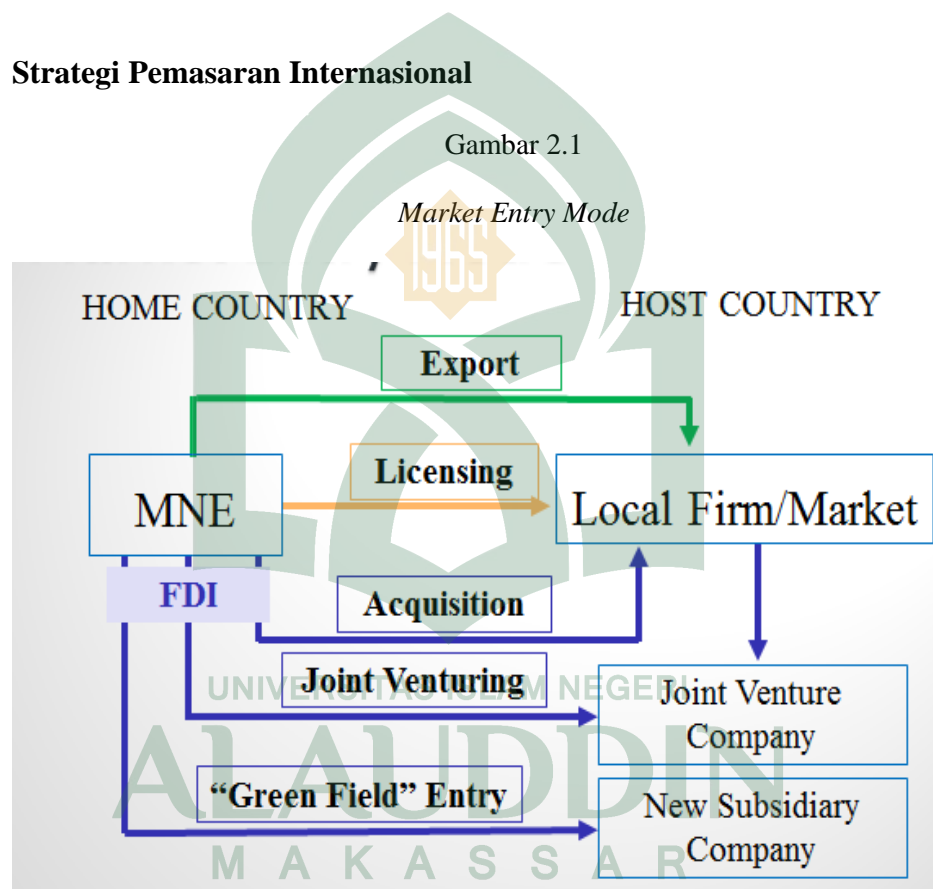 Strategi Pemasaran Internasional
Gambar 2.1
Market Entry Mode
1965
HOME COUNTRY
HOST COUNTRY
Export
Licensing
MNE
Local Firm/Market
FDI
Acquisition
Joint Venturing
UNIVERSITAS ISLAM NEGERI
Joint Venture
Company
ALAUDDIN
"Green Field" Entry
New Subsidiary
Company
MAKASSAR